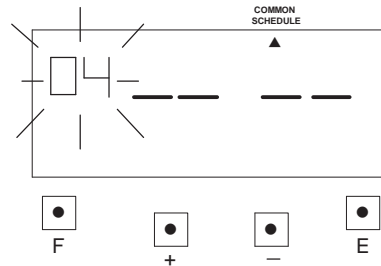 COMMON
SCHEDULE
04 -- --
F + − E